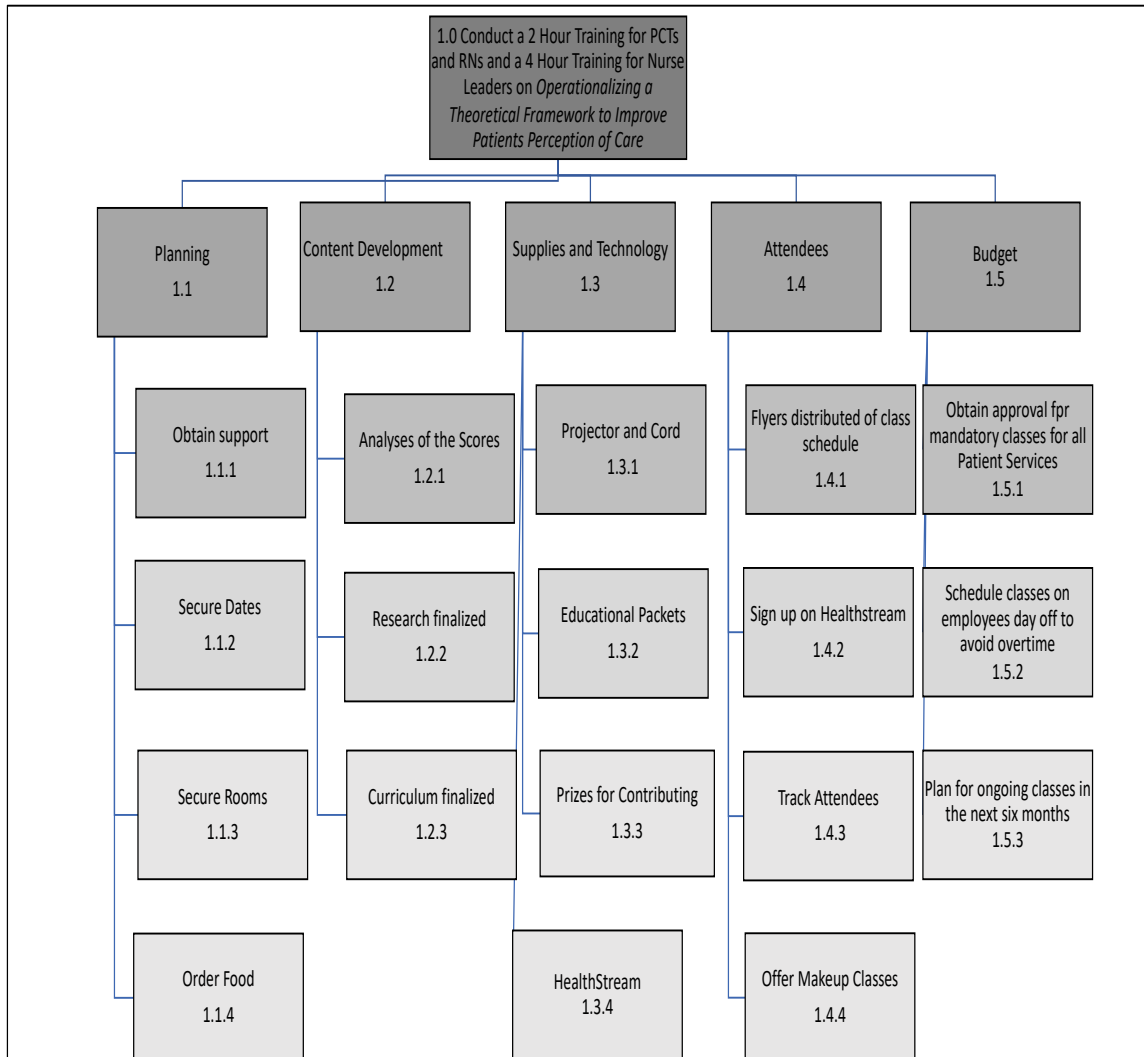 1.0 Conduct a 2 Hour Training for PCTs
and RNs and a 4 Hour Training for Nurse
Leaders on Operationalizing a
Theoretical Framework to Improve
Patients Perception of Care
Planning
1.1
Content Development
1.2
Supplies and Technology
1.3
Attendees
1.4
Budget
1.5
Obtain support
1.1.1
Analyses of the Scores
1.2.1
Projector and Cord
1.3.1
Flyers distributed of class
schedule
1.4.1
Obtain approval fpr
mandatory classes for all
Patient Services
1.5.1
Secure Dates
1.1.2
Research finalized
1.2.2
Educational Packets
1.3.2
Sign up on Healthstream
1.4.2
Schedule classes on
employees day off to
avoid overtime
1.5.2
Secure Rooms
1.1.3
Curriculum finalized
1.2.3
Prizes for Contributing
1.3.3
Track Attendees
1.4.3
Plan for ongoing classes in
the next six months
1.5.3
Order Food
1.1.4
HealthStream
1.3.4
Offer Makeup Classes
1.4.4